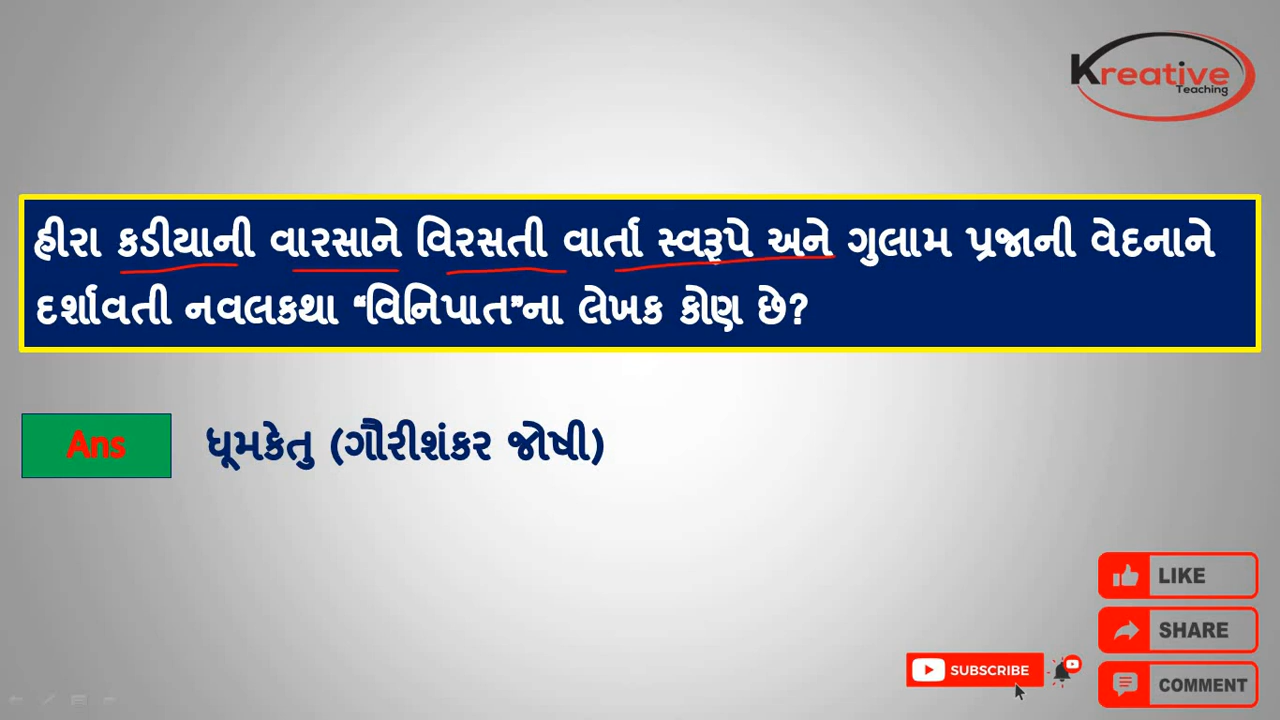 Kreative
Teaching
હીરા કડીયાની વારસાને વિરસતી વાર્તા સ્વરૂપે અને ગુલામ પ્રજાની વેદનાને
દર્શાવતી નવલકથા “વિનિપાત”ના લેખક કોણ છે?
Ans ધૂમકેતુ (ગૌરીશંકર જોષી)
LIKE
SHARE
SUBSCRIBE
COMMENT